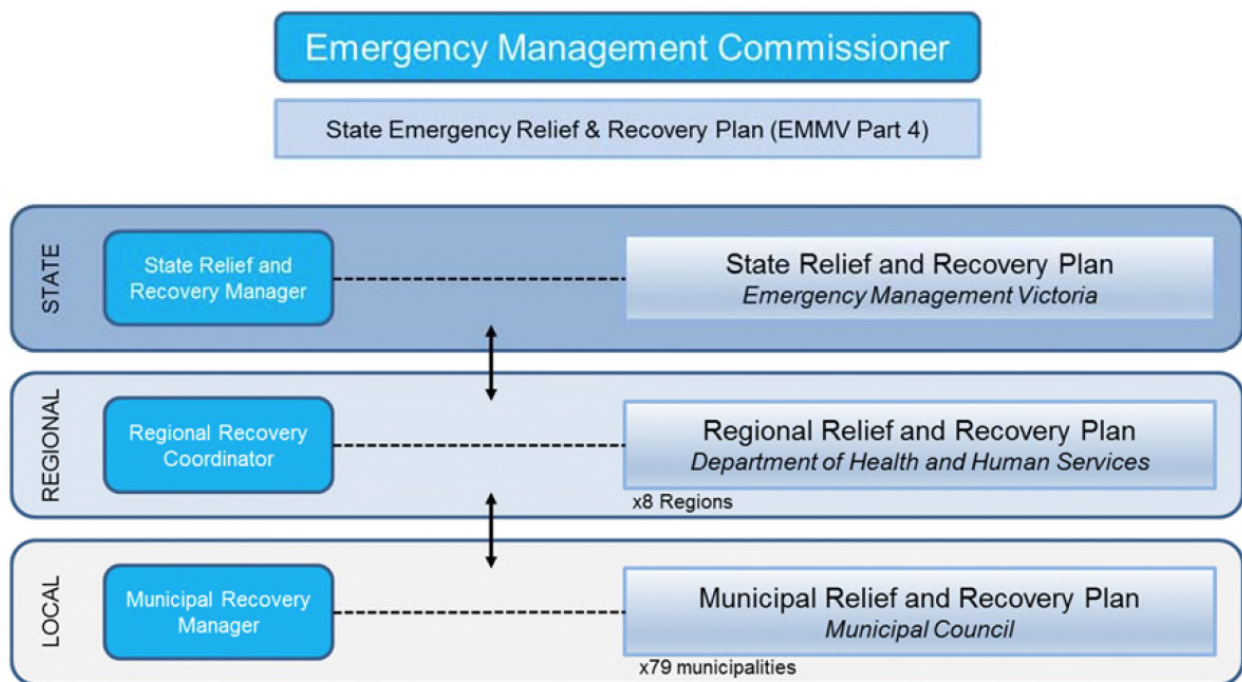 Emergency Management Commissioner
State Emergency Relief & Recovery Plan (EMMV Part 4)
STATE
State Relief and
Recovery Manager
State Relief and Recovery Plan
Emergency Management Victoria
REGIONAL
Regional Recovery
Coordinator
Regional Relief and Recovery Plan
Department of Health and Human Services
x8 Regions
LOCAL
Municipal Recovery
Manager
Municipal Relief and Recovery Plan
Municipal Council
x79 municipalities